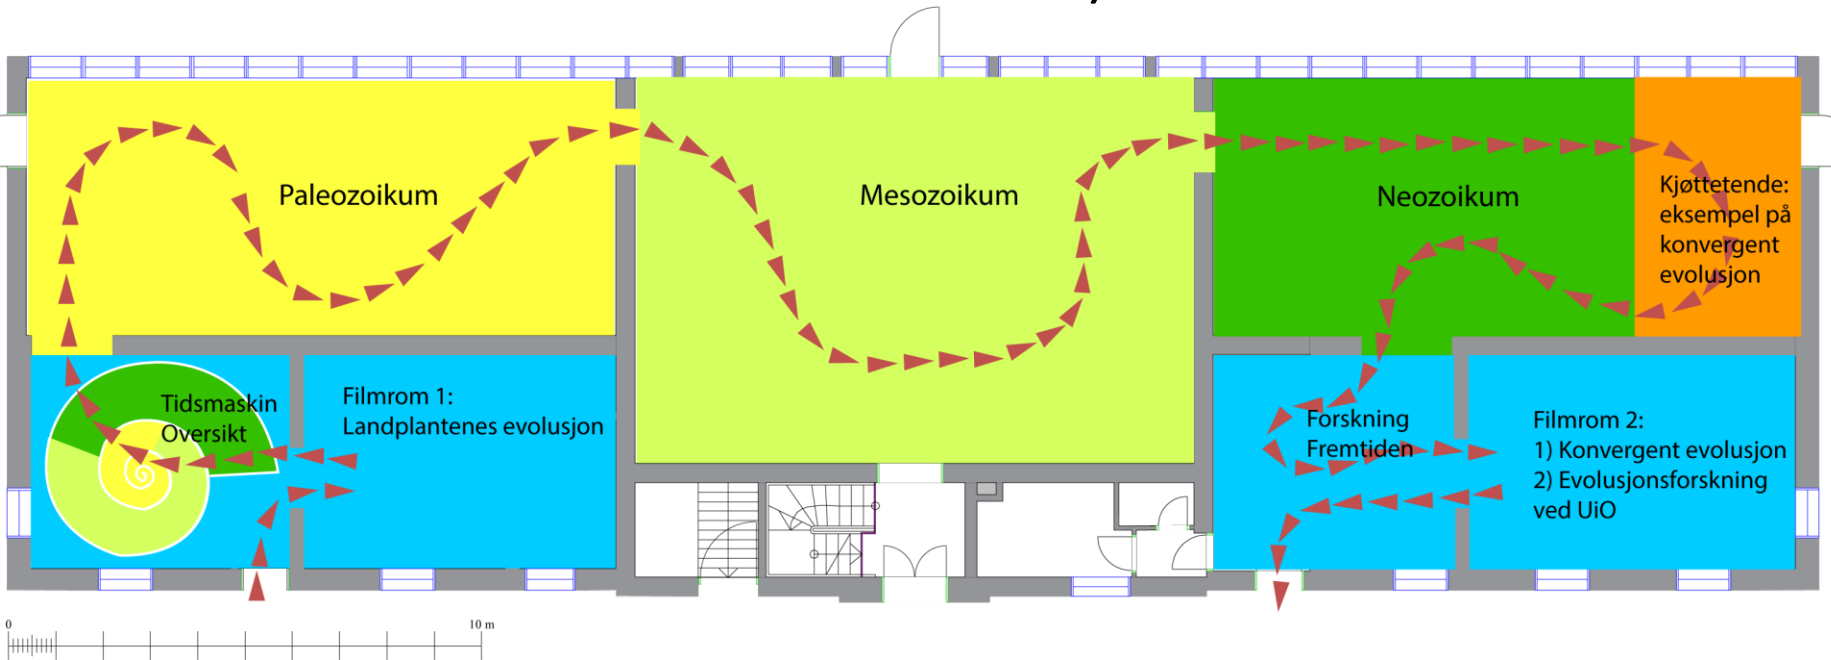 Paleozoikum
Mesozoikum
Neozoikum
Kjøttetende:
eksempel på
konvergent
evolusjon
Tidsmaskin
Oversikt
Filmrom 1:
Landplantenes evolusjon
Forskning
Fremtiden
Filmrom 2:
1) Konvergent evolusjon
2) Evolusjonsforskning
ved UiO
0
10 m